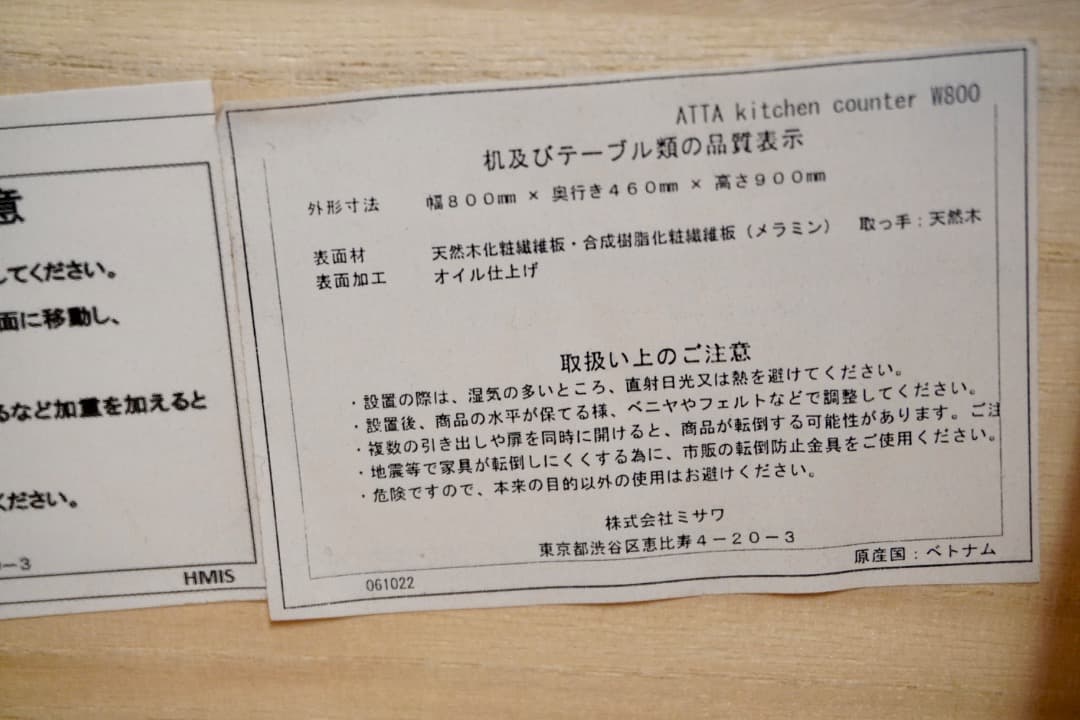 意
してください。
面に移動し、
るなど加重を加えると
ください。
0-3
HMIS
ATTA kitchen counter W800
机及びテーブル類の品質表示
外形寸法 幅800㎜ × 奥行き460㎜ × 高さ900㎜
表面材 天然木化粧繊維板・合成樹脂化粧繊維板(メラミン) 取っ手:天然木
表面加工 オイル仕上げ
取扱い上のご注意
・設置の際は、湿気の多いところ、直射日光又は熱を避けてください。
・設置後、商品の水平が保てる様、ベニヤやフェルトなどで調整してください。
・複数の引き出しや扉を同時に開けると、商品が転倒する可能性があります。ご注
・地震等で家具が転倒しにくくする為に、市販の転倒防止金具をご使用ください。
・危険ですので、本来の目的以外の使用はお避けください。
株式会社ミサワ
東京都渋谷区恵比寿4-20-3
061022
原産国:ベトナム